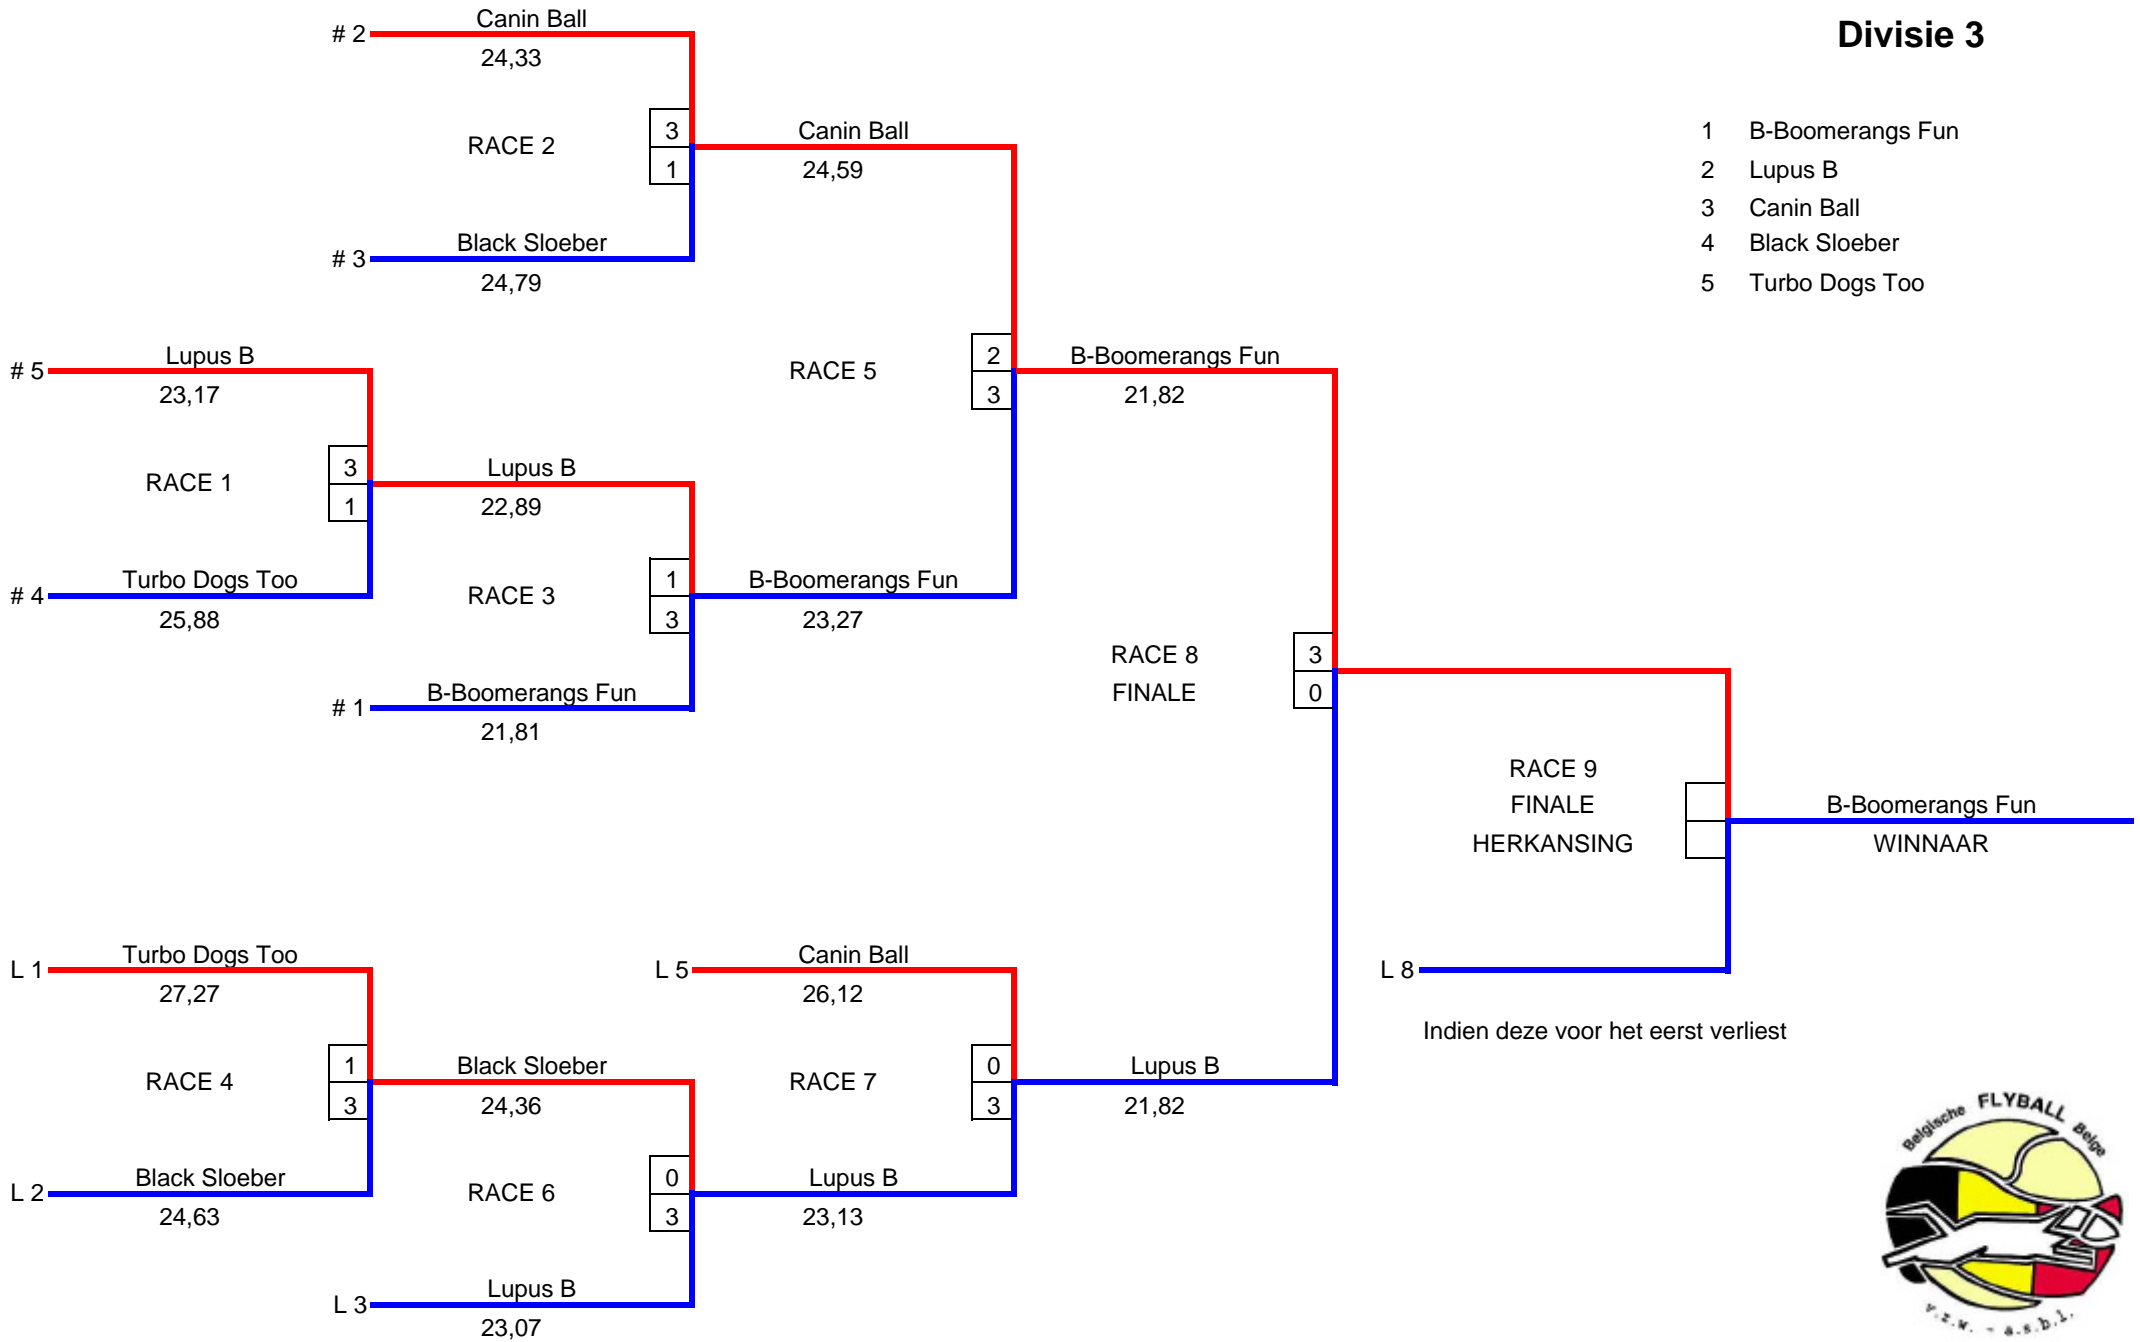 Divisie 3
1 B-Boomerangs Fun
2 Lupus B
3 Canin Ball
4 Black Sloeber
5 Turbo Dogs Too
# 2 Canin Ball
24,33
RACE 2
3
1
# 3 Black Sloeber
24,79
Canin Ball
24,59
# 5 Lupus B
23,17
RACE 1
3
1
# 4 Turbo Dogs Too
25,88
Lupus B
22,89
RACE 3
1
3
# 1 B-Boomerangs Fun
21,81
B-Boomerangs Fun
23,27
RACE 5
2
3
B-Boomerangs Fun
21,82
RACE 8
FINALE
3
0
RACE 9
FINALE
HERKANSING
B-Boomerangs Fun
WINNAAR
L 8
Indien deze voor het eerst verliest
L 1 Turbo Dogs Too
27,27
RACE 4
1
3
L 2 Black Sloeber
24,63
Black Sloeber
24,36
RACE 6
0
3
L 3 Lupus B
23,07
L 5 Canin Ball
26,12
RACE 7
0
3
Lupus B
23,13
Lupus B
21,82
Belgische FLYBALL Belge
v.z.w. - a.s.b.l.